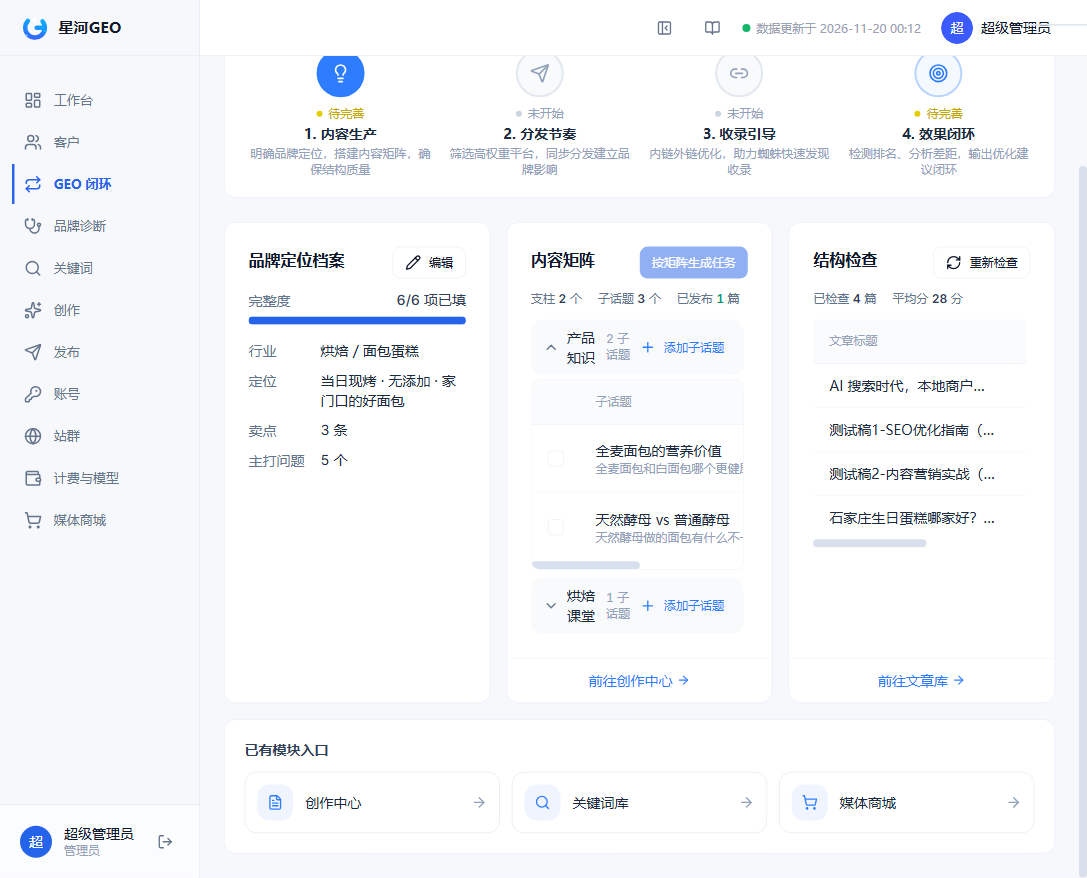 星河GEO
数据更新于 2026-11-20 00:12
超
超级管理员
工作台
客户
GEO 闭环
品牌诊断
关键词
创作
发布
账号
站群
计费与模型
媒体商城
超
超级管理员
管理员
待完善
1. 内容生产
明确品牌定位，搭建内容矩阵，确
保结构质量
未开始
2. 分发节奏
筛选高权重平台，同步分发建立品
牌影响
未开始
3. 收录引导
内链外链优化，助力蜘蛛快速发现
收录
待完善
4. 效果闭环
检测排名、分析差距，输出优化建
议闭环
品牌定位档案
编辑
完整度 6/6 项已填
行业 烘焙 / 面包蛋糕
定位 当日现烤 · 无添加 · 家
门口的好面包
卖点 3 条
主打问题 5 个
内容矩阵
按矩阵生成任务
支柱 2 个 子话题 3 个 已发布 1 篇
产品
知识
2 子
话题
添加子话题
子话题
全麦面包的营养价值
全麦面包和白面包哪个更健
天然酵母 vs 普通酵母
天然酵母做的面包有什么不
烘焙
课堂
1 子
话题
添加子话题
前往创作中心
结构检查
重新检查
已检查 4 篇 平均分 28 分
文章标题
AI 搜索时代，本地商户...
测试稿1-SEO优化指南（...
测试稿2-内容营销实战（...
石家庄生日蛋糕哪家好？...
前往文章库
已有模块入口
创作中心
关键词库
媒体商城